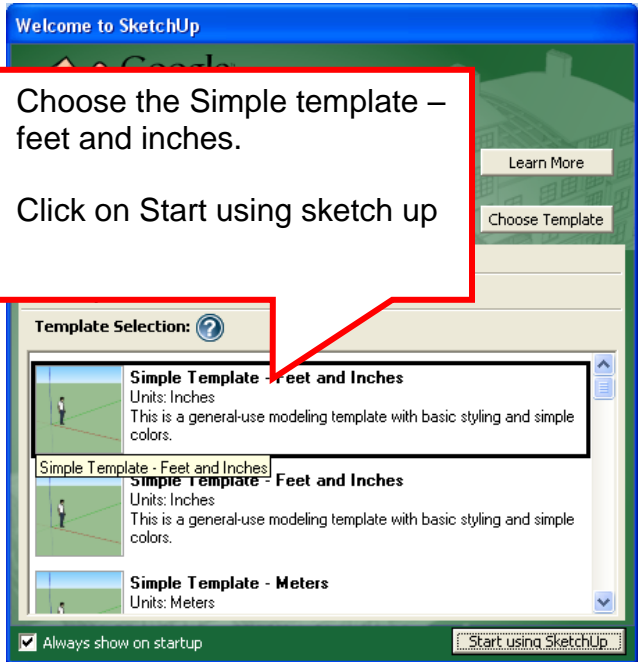 Welcome to SketchUp
Google
Choose the Simple template –
feet and inches.
Click on Start using sketch up
Learn More
Choose Template
Template Selection:
Simple Template - Feet and Inches
Units: Inches
This is a general-use modeling template with basic styling and simple
colors.
Simple Template - Feet and Inches
Simple Template - Feet and Inches
Units: Inches
This is a general-use modeling template with basic styling and simple
colors.
Simple Template - Meters
Units: Meters
Always show on startup
Start using SketchUp